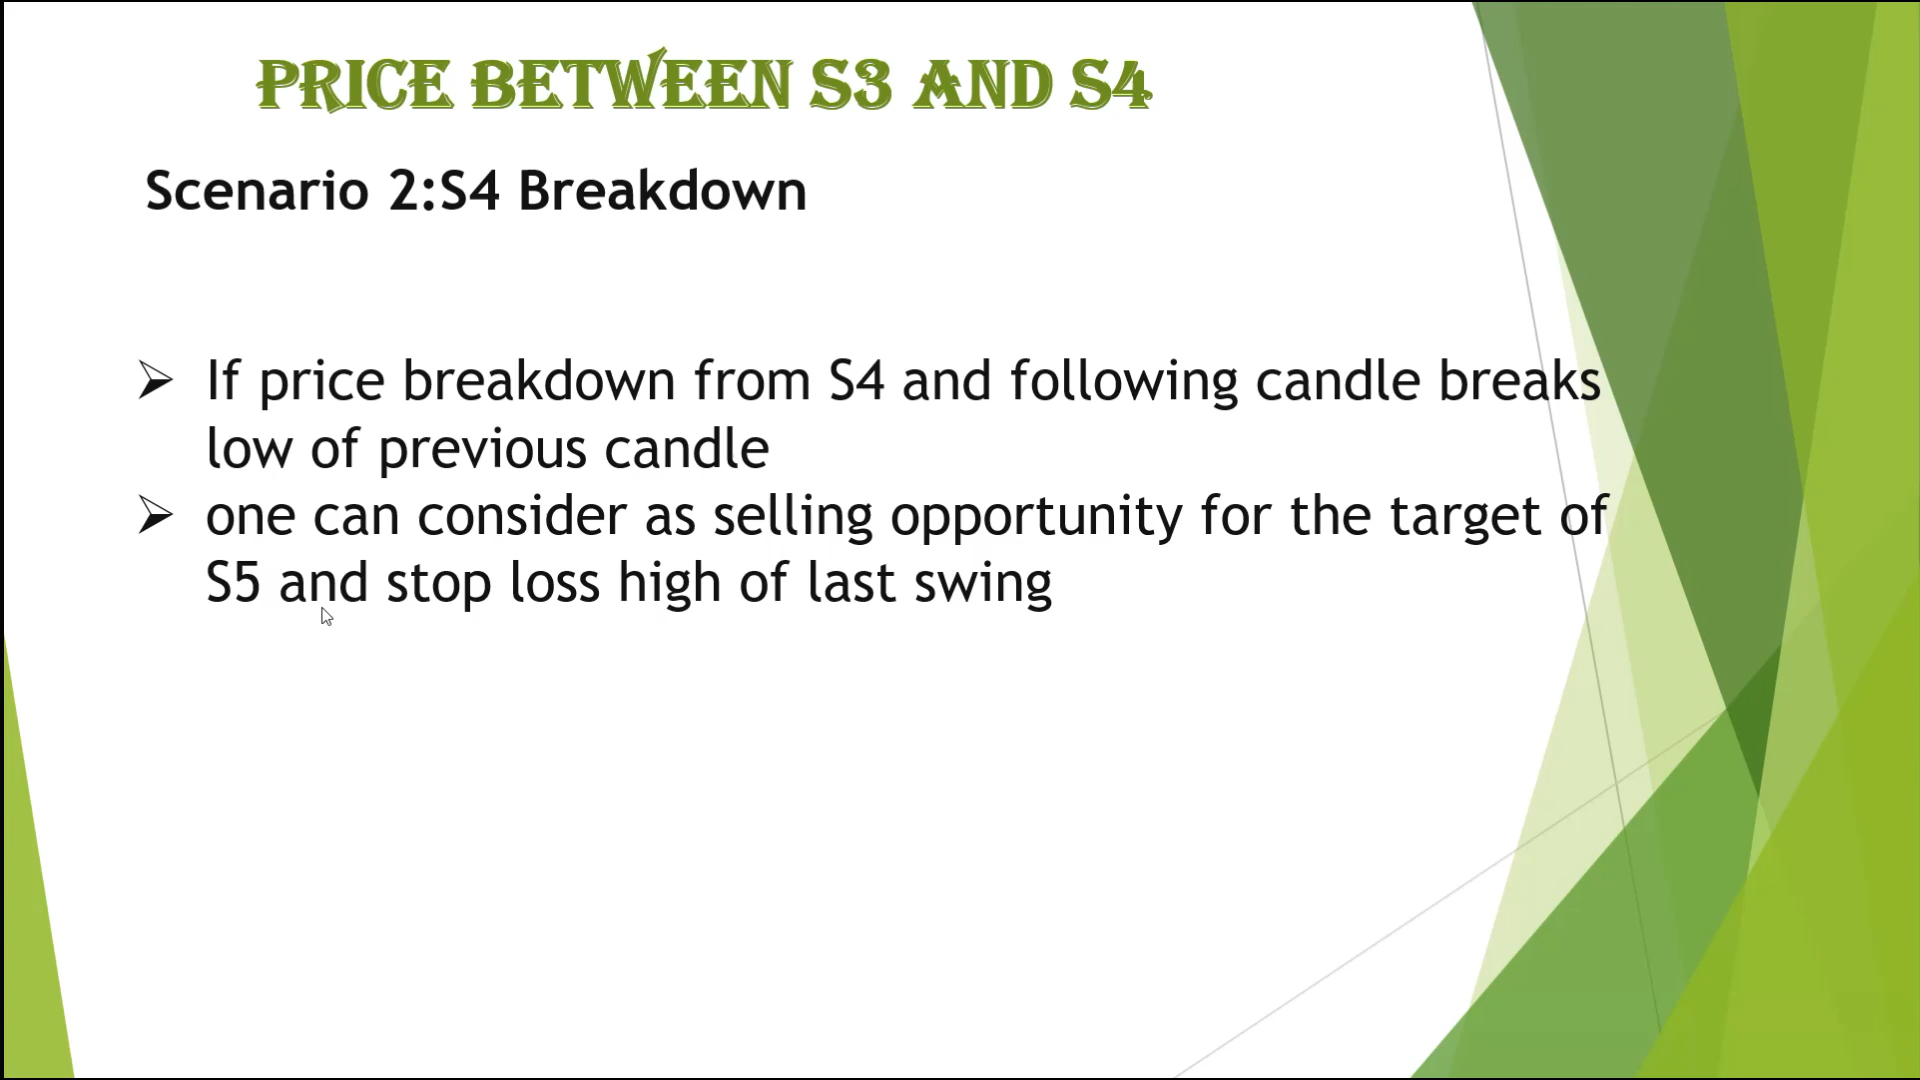 PRICE BETWEEN S3 AND S4
Scenario 2:S4 Breakdown
➢ If price breakdown from S4 and following candle breaks
low of previous candle
➢ one can consider as selling opportunity for the target of
S5 and stop loss high of last swing